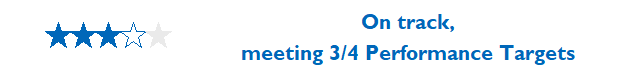 On track,
meeting 3/4 Performance Targets